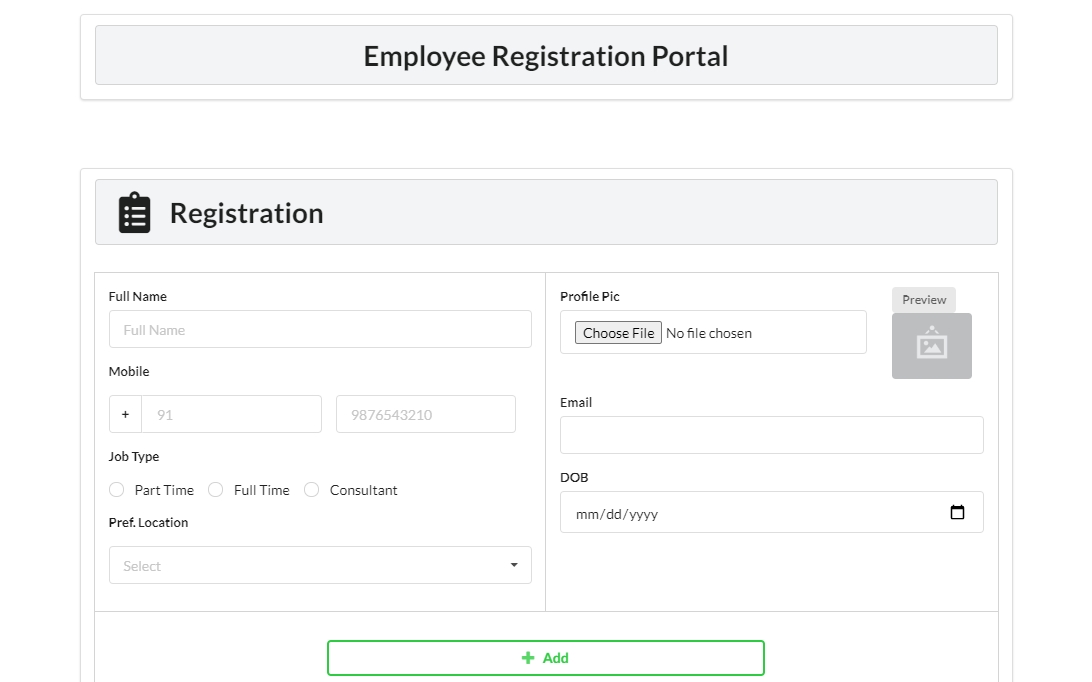 Employee Registration Portal
Registration
Full Name
Full Name
Mobile
+ 91 9876543210
Job Type
Part Time Full Time Consultant
Pref. Location
Select
Profile Pic
Preview
Choose File No file chosen
Email
DOB
mm/dd/yyyy
Add